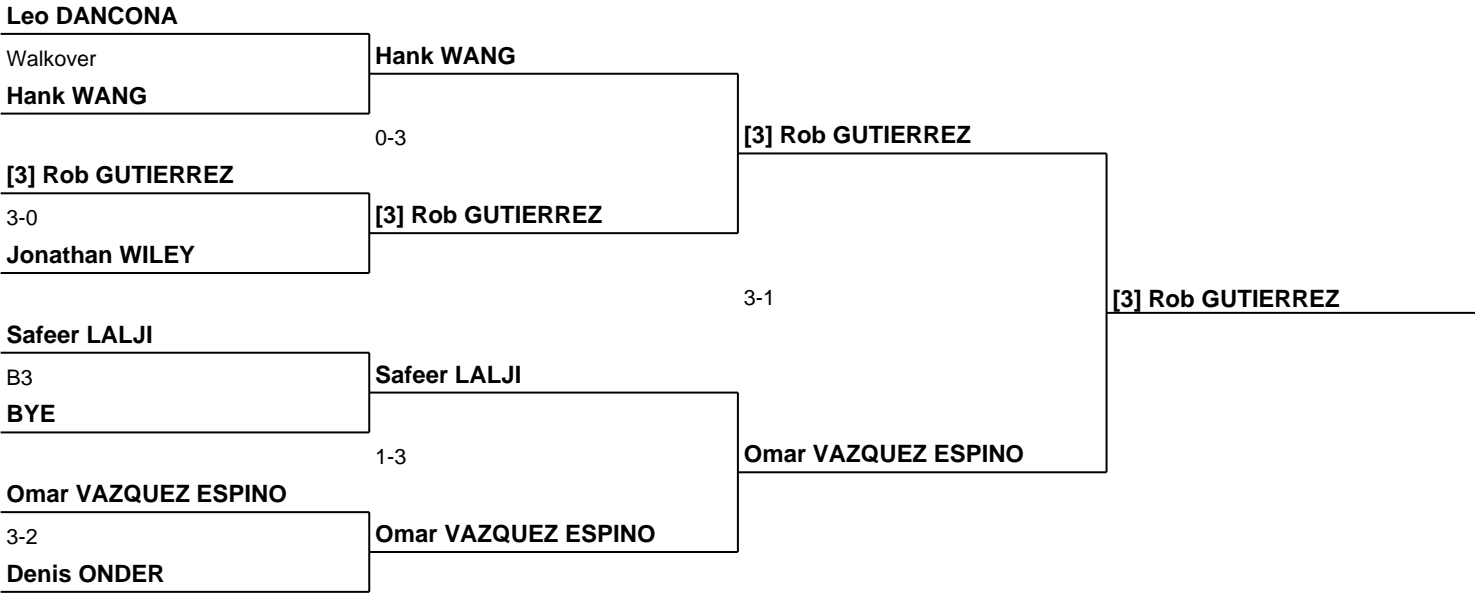 Leo DANCONA
Walkover
Hank WANG
Hank WANG
0-3
[3] Rob GUTIERREZ
[3] Rob GUTIERREZ
3-0
[3] Rob GUTIERREZ
Jonathan WILEY
3-1
[3] Rob GUTIERREZ
Safeer LALJI
B3
Safeer LALJI
BYE
1-3
Omar VAZQUEZ ESPINO
Omar VAZQUEZ ESPINO
3-2
Omar VAZQUEZ ESPINO
Denis ONDER